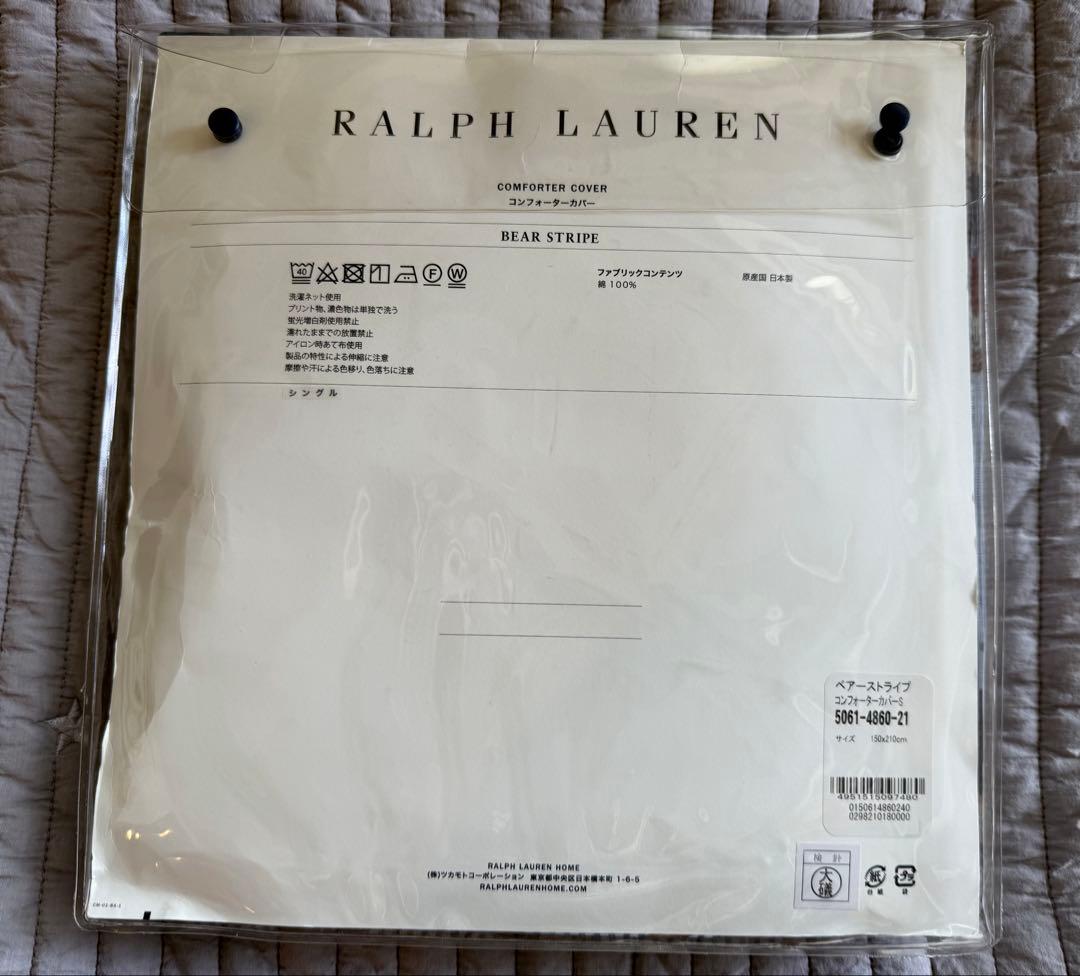 RALPH LAUREN
COMFORTER COVER
コンフォーターカバー
BEAR STRIPE
40 F W
洗濯ネット使用
プリント物、濃色物は単独で洗う
蛍光増白剤使用禁止
濡れたままでの放置禁止
アイロン時あて布使用
製品の特性による伸縮に注意
摩擦や汗による色移り、色落ちに注意
ファブリックコンテンツ
綿 100%
原産国 日本製
シングル
ベアーストライプ
コンフォーターカバーS
5061-4860-21
サイズ 150x210cm
4951515097480
0150614860240
0298210180000
RALPH LAUREN HOME
(株)ツカモトコーポレーション 東京都中央区日本橋本町 1-6-5
RALPHLAURENHOME.COM
検針
紙
台紙
プラ
袋